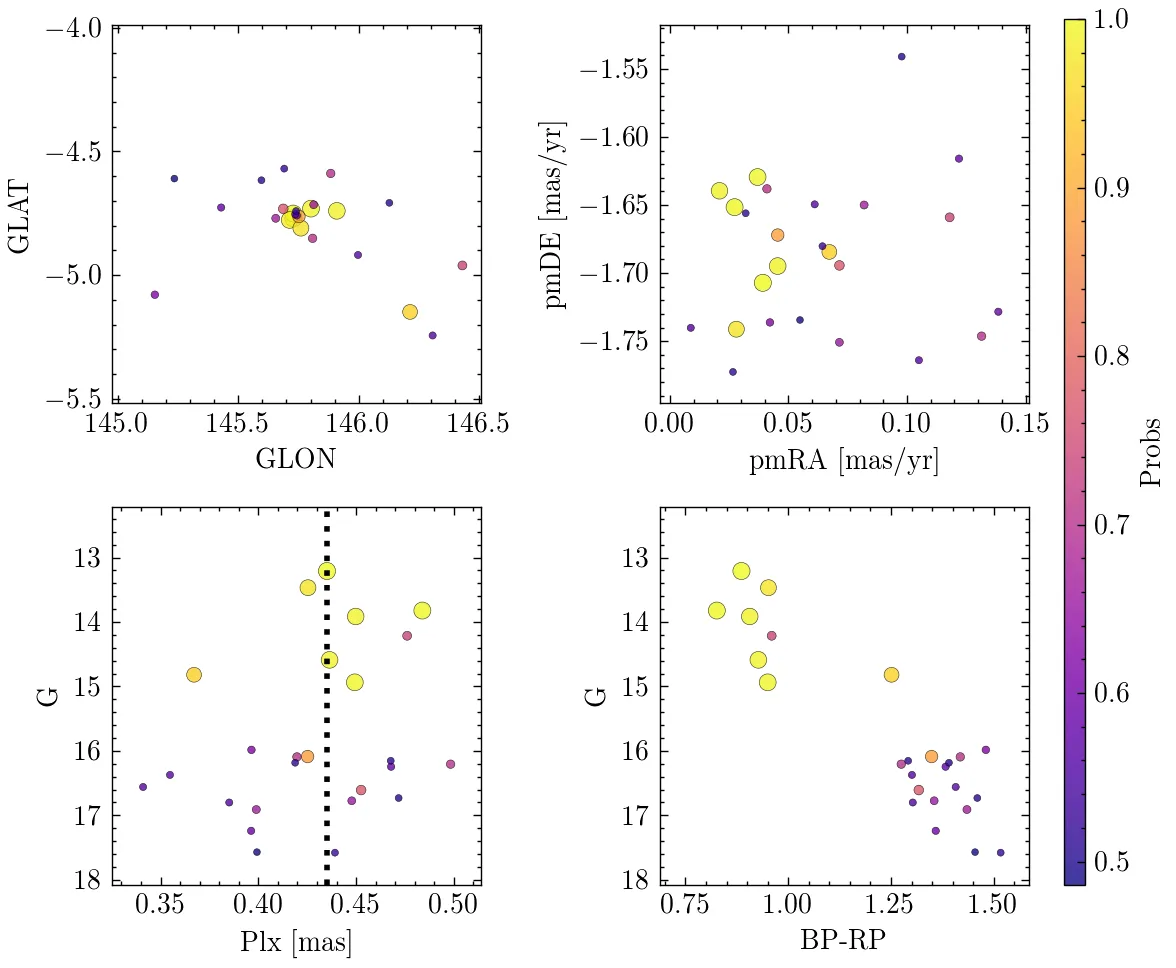 −4.0
−4.5
−5.0
−5.5
GLAT
145.0 145.5 146.0 146.5
GLON
−1.55
−1.60
−1.65
−1.70
−1.75
pmDE [mas/yr]
0.00 0.05 0.10 0.15
pmRA [mas/yr]
13
14
15
16
17
18
G
0.35 0.40 0.45 0.50
Plx [mas]
13
14
15
16
17
18
G
0.75 1.00 1.25 1.50
BP-RP
1.0
0.9
0.8
0.7
0.6
0.5
Probs